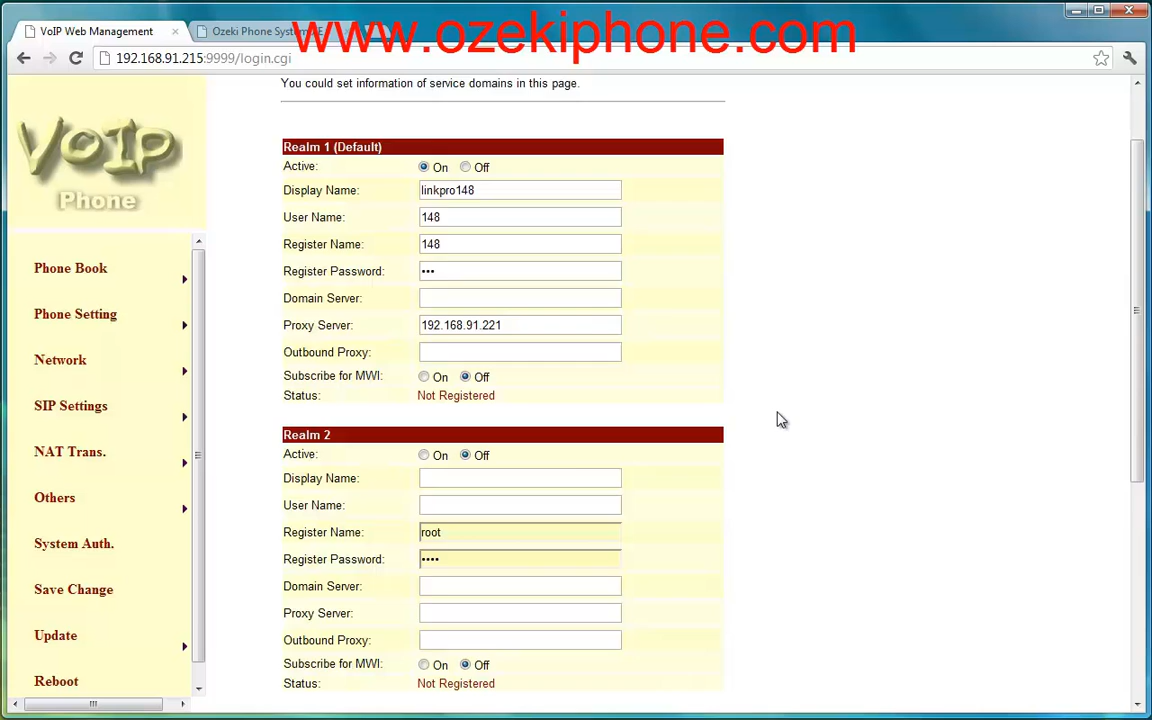 VoIP Web Management
Ozeki Phone System
www.ozekiphone.com
192.168.91.215:9999/login.cgi
VOIP
Phone
Phone Book
Phone Setting
Network
SIP Settings
NAT Trans.
Others
System Auth.
Save Change
Update
Reboot
You could set information of service domains in this page.
Realm 1 (Default)
Active: On Off
Display Name: linkpro148
User Name: 148
Register Name: 148
Register Password: •••
Domain Server:
Proxy Server: 192.168.91.221
Outbound Proxy:
Subscribe for MWI: On Off
Status: Not Registered
Realm 2
Active: On Off
Display Name:
User Name:
Register Name: root
Register Password: ••••
Domain Server:
Proxy Server:
Outbound Proxy:
Subscribe for MWI: On Off
Status: Not Registered